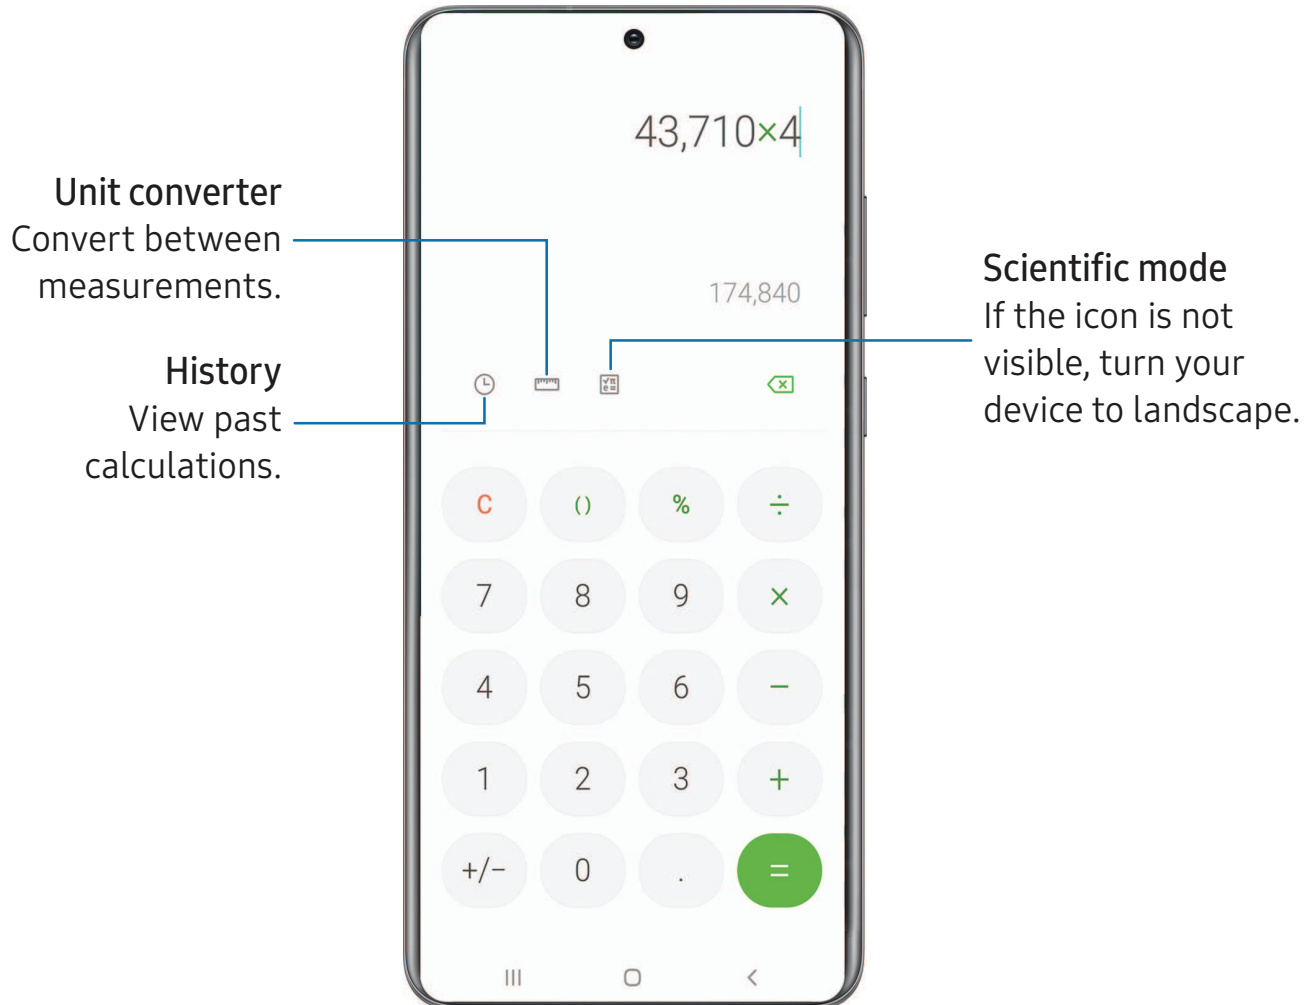 43,710×4
Unit converter
Convert between
measurements.
174,840
Scientific mode
If the icon is not
visible, turn your
device to landscape.
History
View past
calculations.
√ π
e =
C () % ÷
7 8 9 ×
4 5 6 −
1 2 3 +
+/− 0 . =